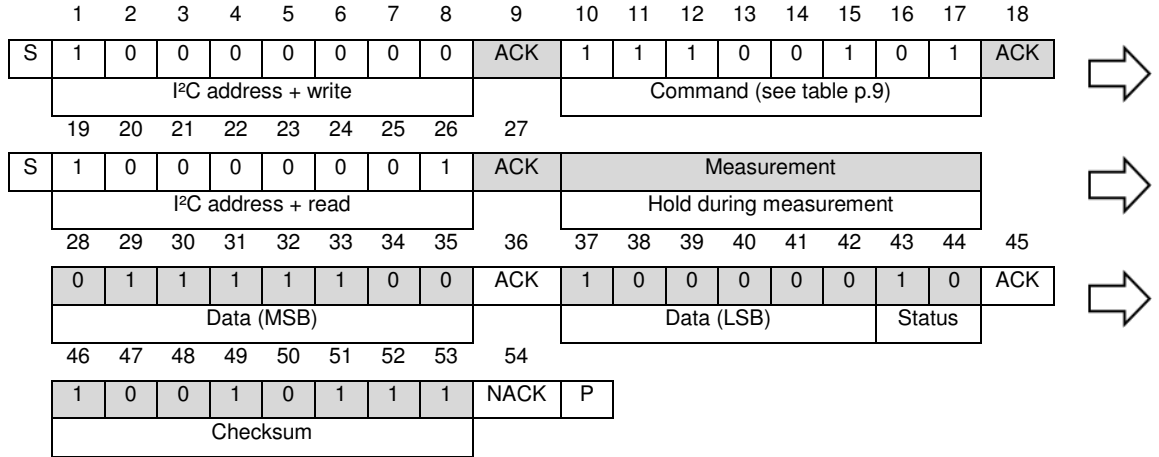 1 2 3 4 5 6 7 8 9 10 11 12 13 14 15 16 17 18
S 1 0 0 0 0 0 0 0 ACK 1 1 1 0 0 1 0 1 ACK
I²C address + write Command (see table p.9)
19 20 21 22 23 24 25 26 27
S 1 0 0 0 0 0 0 1 ACK Measurement
I²C address + read Hold during measurement
28 29 30 31 32 33 34 35 36 37 38 39 40 41 42 43 44 45
0 1 1 1 1 1 0 0 ACK 1 0 0 0 0 0 1 0 ACK
Data (MSB) Data (LSB) Status
46 47 48 49 50 51 52 53 54
1 0 0 1 0 1 1 1 NACK P
Checksum